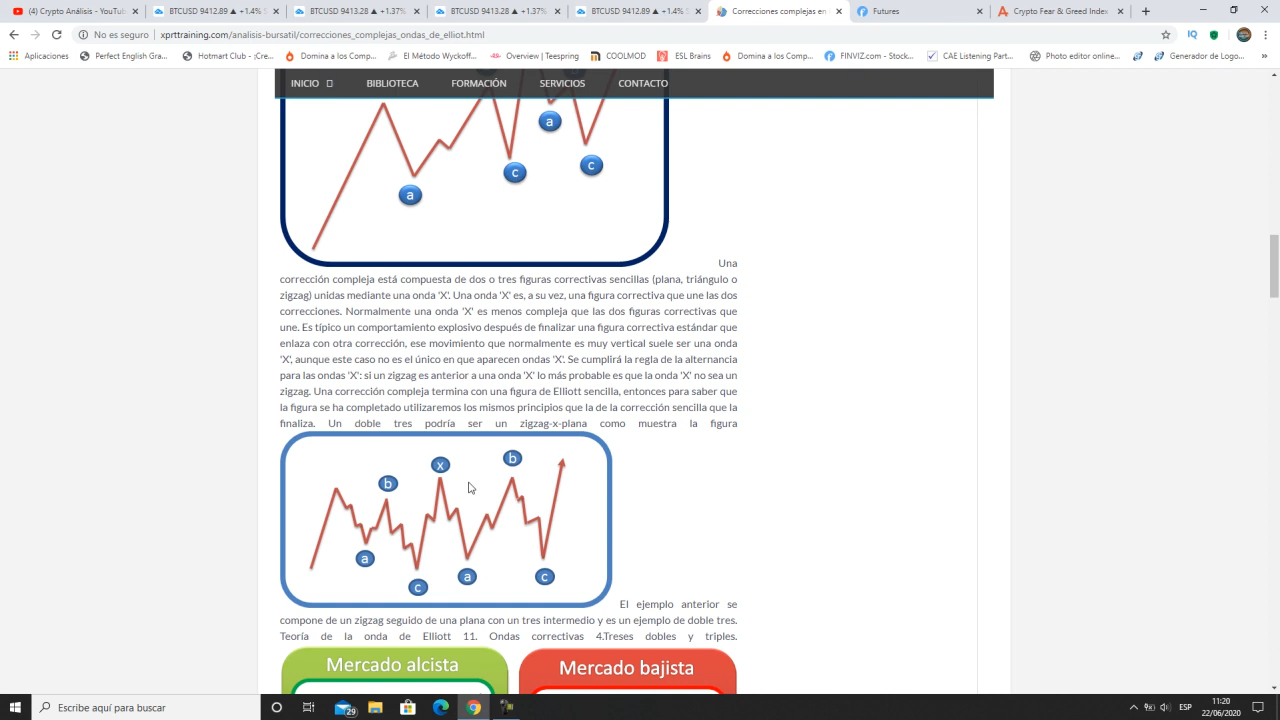 (4) Crypto Análisis - YouTub
BTCUSD 9412.89 ▲ +1.4% S
BTCUSD 9413.28 ▲ +1.37%
BTCUSD 9413.28 ▲ +1.37%
BTCUSD 9412.89 ▲ +1.4% S
Correcciones complejas en
Futures
Crypto Fear & Greed Index
No es seguro | xprttraining.com/analisis-bursatil/correcciones_complejas_ondas_de_elliot.html
Aplicaciones
Perfect English Gra...
Hotmart Club - ¡Cre...
Domina a los Comp...
El Método Wyckoff...
Overview | Teespring
COOLMOD
ESL Brains
Domina a los Comp...
FINVIZ.com - Stock...
CAE Listening Part...
Photo editor online...
Generador de Logo...
INICIO
BIBLIOTECA
FORMACIÓN
SERVICIOS
CONTACTO
a
c
a
c
Una
corrección compleja está compuesta de dos o tres figuras correctivas sencillas (plana, triángulo o
zigzag) unidas mediante una onda 'X'. Una onda 'X' es, a su vez, una figura correctiva que une las dos
correcciones. Normalmente una onda 'X' es menos compleja que las dos figuras correctivas que
une. Es típico un comportamiento explosivo después de finalizar una figura correctiva estándar que
enlaza con otra corrección, ese movimiento que normalmente es muy vertical suele ser una onda
'X', aunque este caso no es el único en que aparecen ondas 'X'. Se cumplirá la regla de la alternancia
para las ondas 'X': si un zigzag es anterior a una onda 'X' lo más probable es que la onda 'X' no sea un
zigzag. Una corrección compleja termina con una figura de Elliott sencilla, entonces para saber que
la figura se ha completado utilizaremos los mismos principios que la de la corrección sencilla que la
finaliza. Un doble tres podría ser un zigzag-x-plana como muestra la figura
b
x
b
a
c
a
c
El ejemplo anterior se
compone de un zigzag seguido de una plana con un tres intermedio y es un ejemplo de doble tres.
Teoría de la onda de Elliott 11. Ondas correctivas 4.Treses dobles y triples.
Mercado alcista
Mercado bajista
Escribe aquí para buscar
29
ESP
11:20
22/06/2020